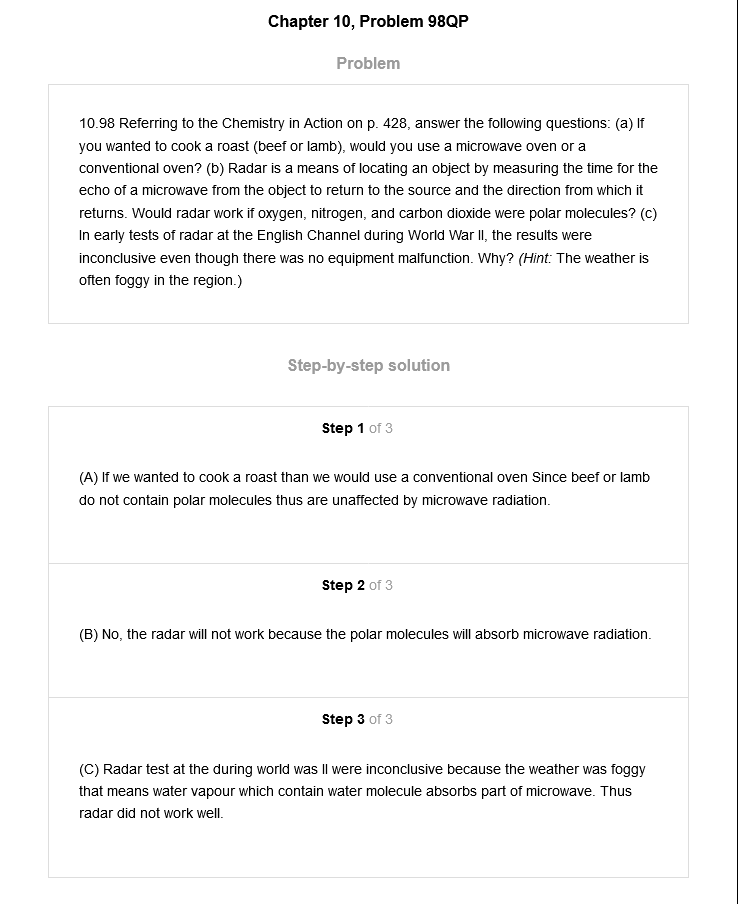 Chapter 10, Problem 98QP
Problem
10.98 Referring to the Chemistry in Action on p. 428, answer the following questions: (a) If
you wanted to cook a roast (beef or lamb), would you use a microwave oven or a
conventional oven? (b) Radar is a means of locating an object by measuring the time for the
echo of a microwave from the object to return to the source and the direction from which it
returns. Would radar work if oxygen, nitrogen, and carbon dioxide were polar molecules? (c)
In early tests of radar at the English Channel during World War II, the results were
inconclusive even though there was no equipment malfunction. Why? (Hint: The weather is
often foggy in the region.)
Step-by-step solution
Step 1 of 3
(A) If we wanted to cook a roast than we would use a conventional oven Since beef or lamb
do not contain polar molecules thus are unaffected by microwave radiation.
Step 2 of 3
(B) No, the radar will not work because the polar molecules will absorb microwave radiation.
Step 3 of 3
(C) Radar test at the during world was II were inconclusive because the weather was foggy
that means water vapour which contain water molecule absorbs part of microwave. Thus
radar did not work well.